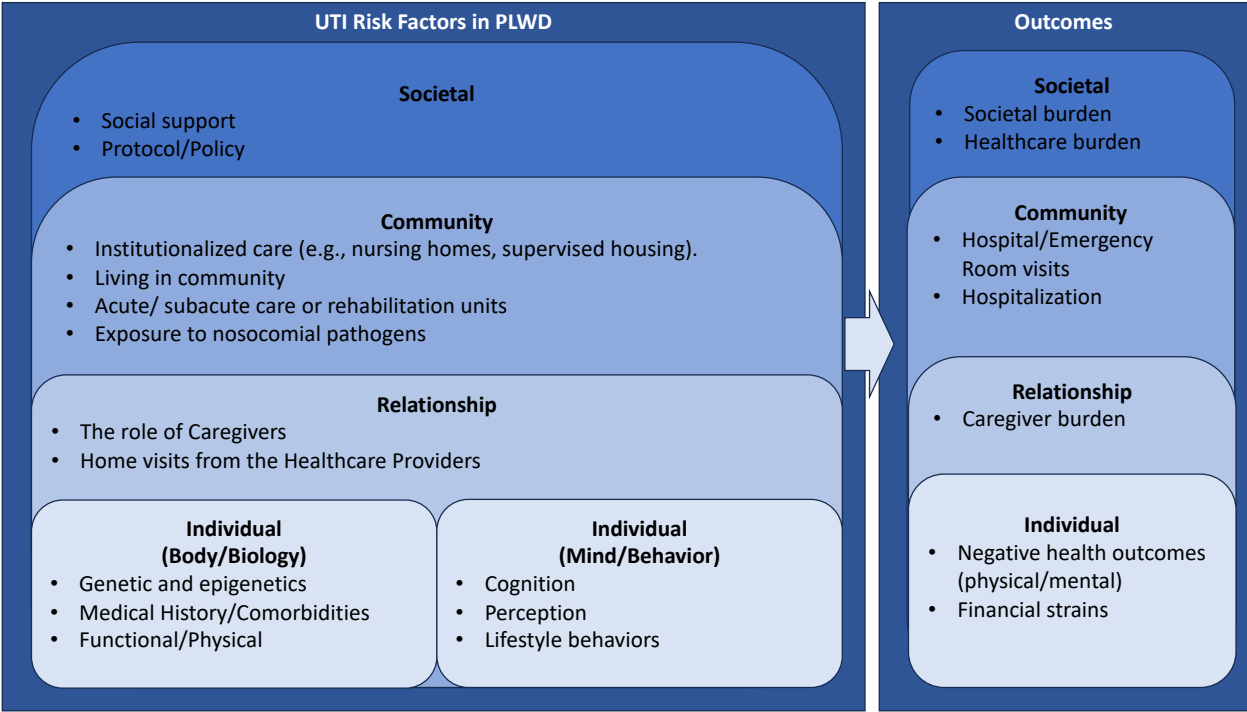 UTI Risk Factors in PLWD
Societal
• Social support
• Protocol/Policy
Community
• Institutionalized care (e.g., nursing homes, supervised housing).
• Living in community
• Acute/ subacute care or rehabilitation units
• Exposure to nosocomial pathogens
Relationship
• The role of Caregivers
• Home visits from the Healthcare Providers
Individual
(Body/Biology)
• Genetic and epigenetics
• Medical History/Comorbidities
• Functional/Physical
Individual
(Mind/Behavior)
• Cognition
• Perception
• Lifestyle behaviors
Outcomes
Societal
• Societal burden
• Healthcare burden
Community
• Hospital/Emergency
Room visits
• Hospitalization
Relationship
• Caregiver burden
Individual
• Negative health outcomes
(physical/mental)
• Financial strains